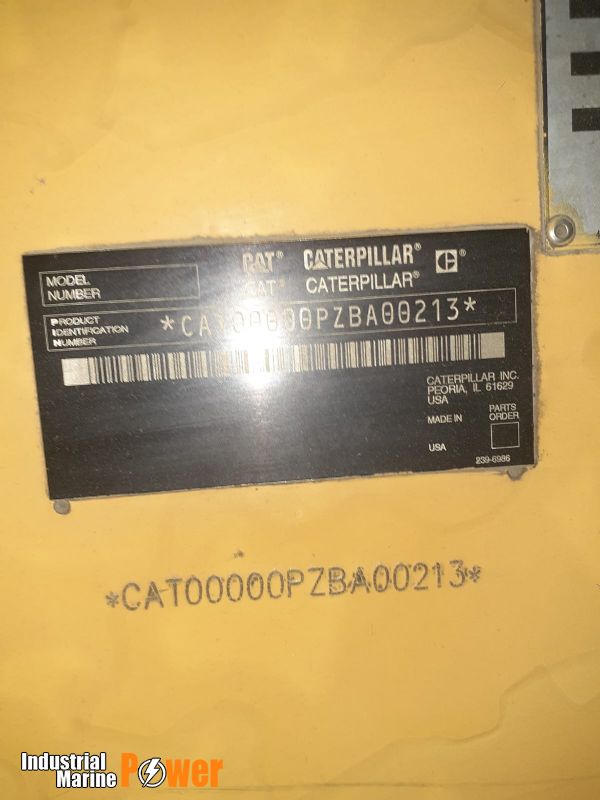 CAT® CATERPILLAR®
CAT® CATERPILLAR® C®
MODEL
NUMBER
PRODUCT
IDENTIFICATION
NUMBER
*CAT00000PZBA00213*
CATERPILLAR INC.
PEORIA, IL 61629
USA
MADE IN
PARTS
ORDER
USA
239-6986
*CAT00000PZBA00213*
Industrial
Marine Power